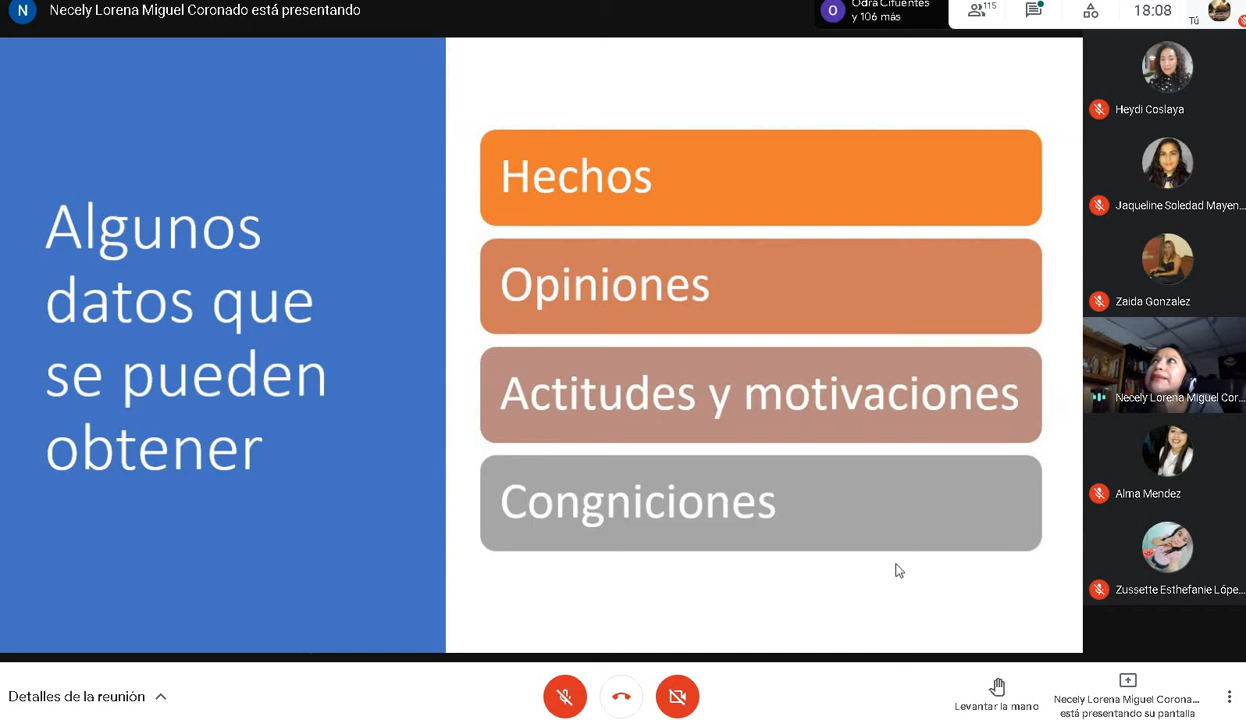 N
Necely Lorena Miguel Coronado está presentando
O
Odra Cifuentes
y 106 más
115
18:08
Tú
Algunos
datos que
se pueden
obtener
Hechos
Opiniones
Actitudes y motivaciones
Congniciones
Heydi Coslaya
Jaqueline Soledad Mayen...
Zaida Gonzalez
Necely Lorena Miguel Cor...
Alma Mendez
Zussette Esthefanie Lópe...
Detalles de la reunión
Levantar la mano
Necely Lorena Miguel Corona...
está presentando su pantalla